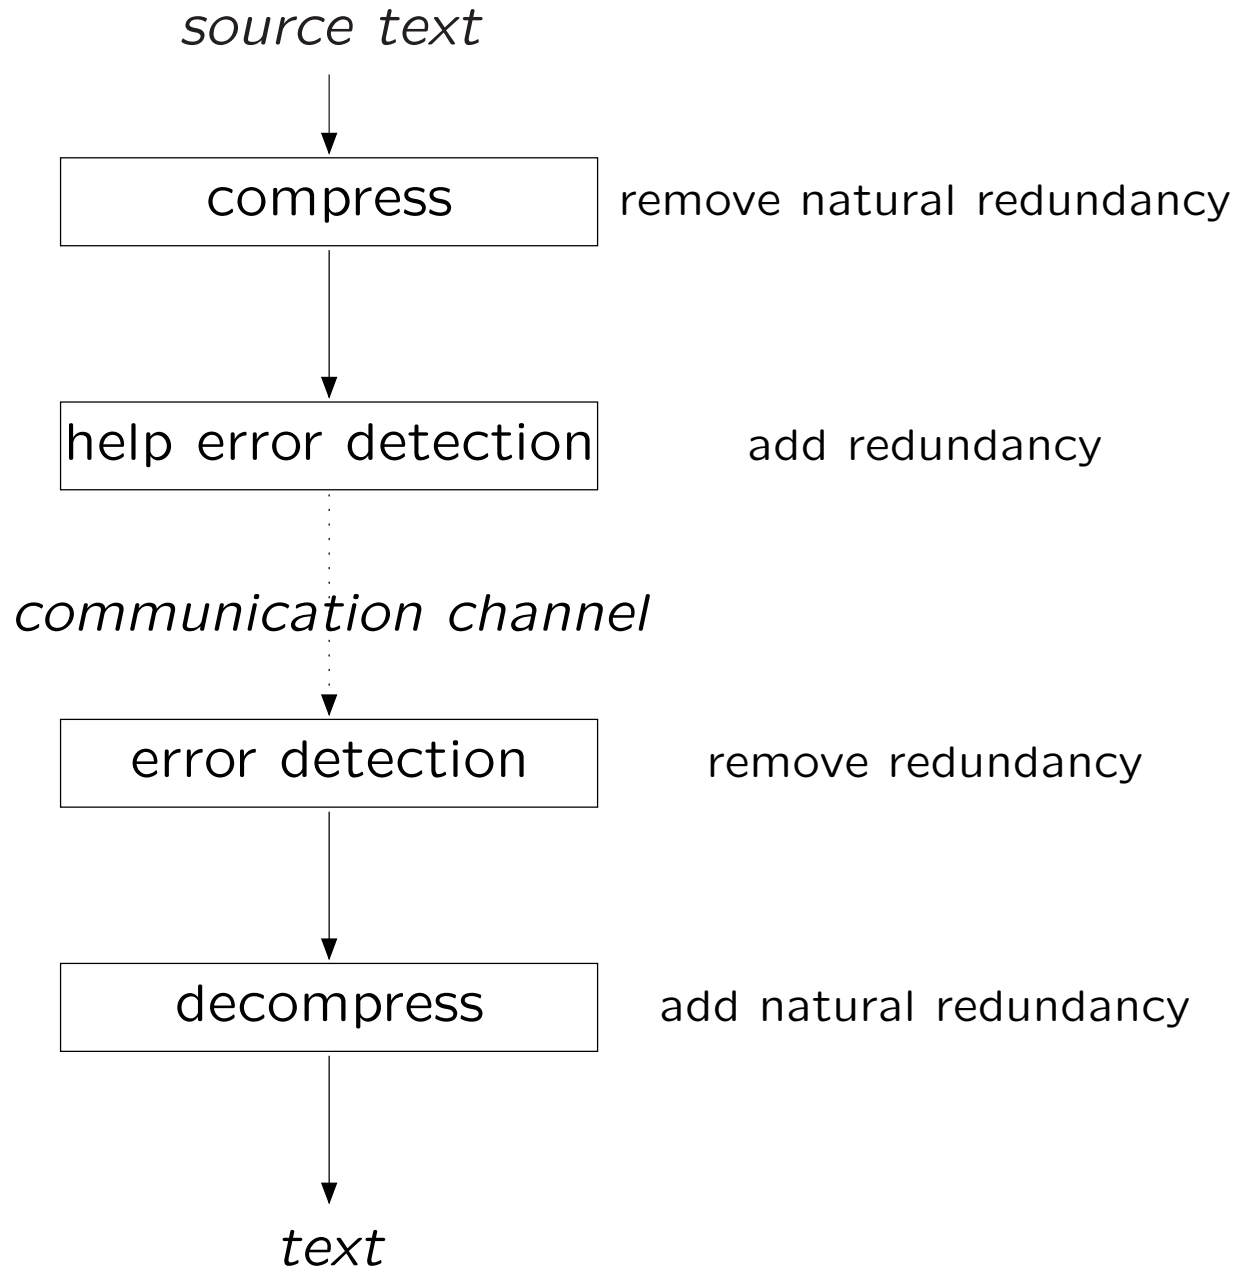 source text
compress remove natural redundancy
help error detection add redundancy
communication channel
error detection remove redundancy
decompress add natural redundancy
text